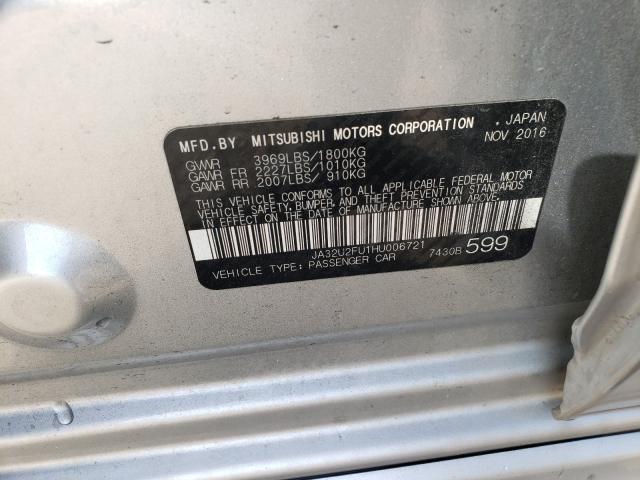 MFD.BY MITSUBISHI MOTORS CORPORATION , JAPAN
NOV 2016
GVWR 3969LBS/1800KG
GAWR FR 2227LBS/1010KG
GAWR RR 2007LBS/ 910KG
THIS VEHICLE CONFORMS TO ALL APPLICABLE FEDERAL MOTOR
VEHICLE SAFETY,BUMPER, AND THEFT PREVENTION STANDARDS
IN EFFECT ON THE DATE OF MANUFACTURE SHOWN ABOVE.
JA32U2FU1HU006721
VEHICLE TYPE: PASSENGER CAR 7430B 599